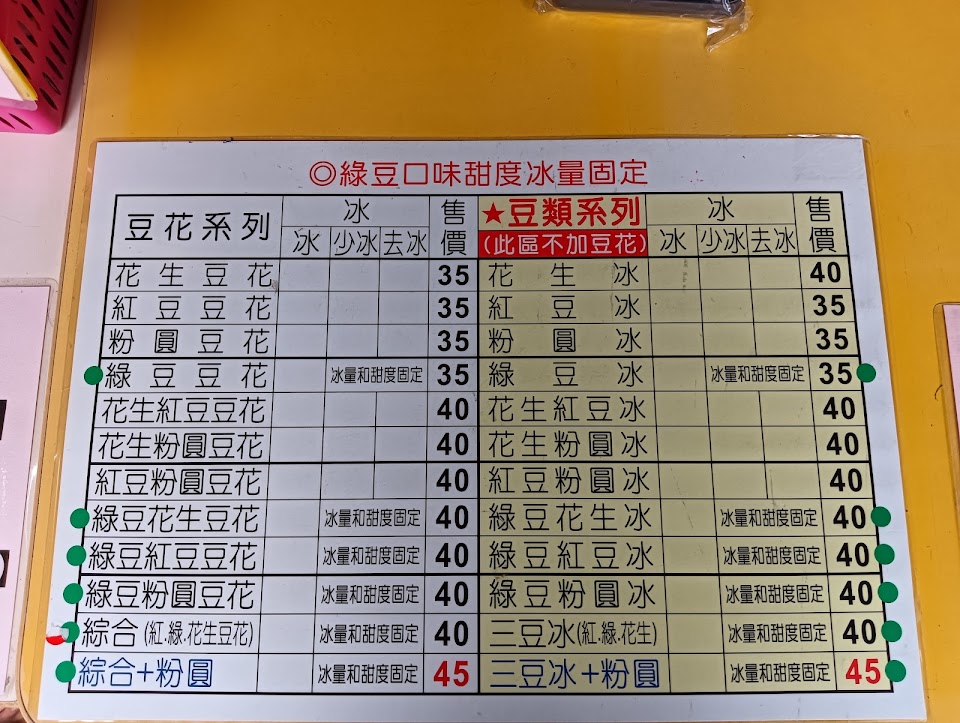 ◎綠豆口味甜度冰量固定
豆花系列 冰 售價 ★豆類系列 冰 售價
冰 少冰 去冰 (此區不加豆花) 冰 少冰 去冰
花生豆花 35 花生冰 40
紅豆豆花 35 紅豆冰 35
粉圓豆花 35 粉圓冰 35
綠豆豆花 冰量和甜度固定 35 綠豆冰 冰量和甜度固定 35
花生紅豆豆花 40 花生紅豆冰 40
花生粉圓豆花 40 花生粉圓冰 40
紅豆粉圓豆花 40 紅豆粉圓冰 40
綠豆花生豆花 冰量和甜度固定 40 綠豆花生冰 冰量和甜度固定 40
綠豆紅豆豆花 冰量和甜度固定 40 綠豆紅豆冰 冰量和甜度固定 40
綠豆粉圓豆花 冰量和甜度固定 40 綠豆粉圓冰 冰量和甜度固定 40
綜合(紅.綠.花生豆花) 冰量和甜度固定 40 三豆冰(紅.綠.花生) 冰量和甜度固定 40
綜合+粉圓 冰量和甜度固定 45 三豆冰+粉圓 冰量和甜度固定 45